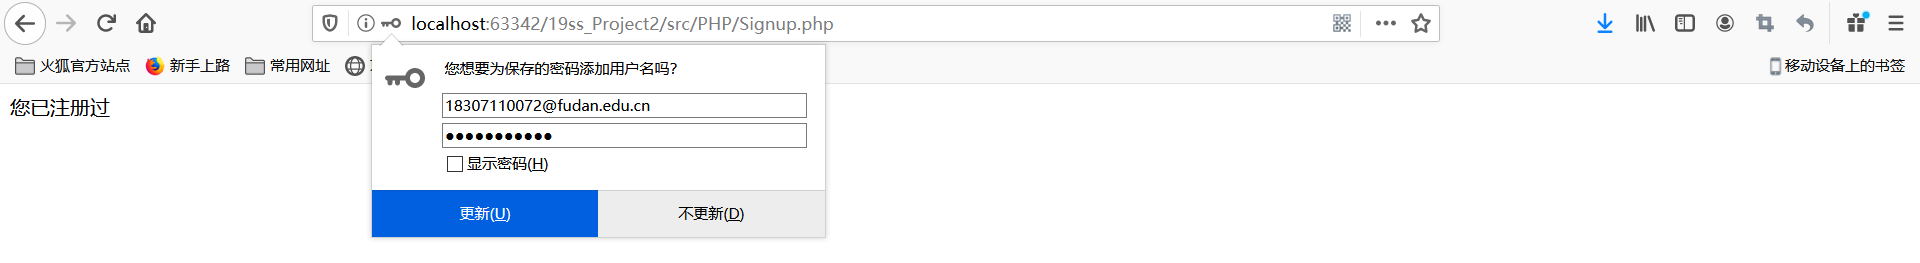 localhost:63342/19ss_Project2/src/PHP/Signup.php
火狐官方站点 新手上路 常用网址 移动设备上的书签
您已注册过
您想要为保存的密码添加用户名吗?
18307110072@fudan.edu.cn
●●●●●●●●●●●
显示密码(H)
更新(U) 不更新(D)